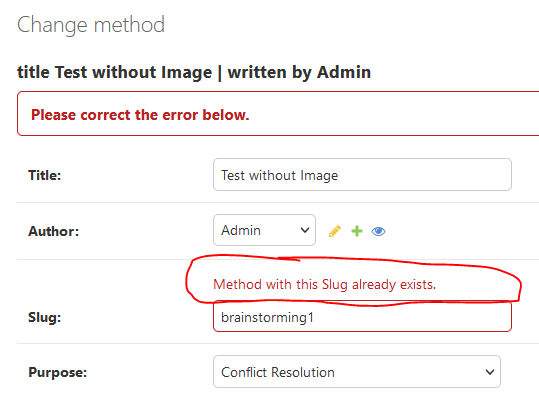 Change method
title Test without Image | written by Admin
Please correct the error below.
Title: Test without Image
Author: Admin
Method with this Slug already exists.
Slug: brainstorming1
Purpose: Conflict Resolution